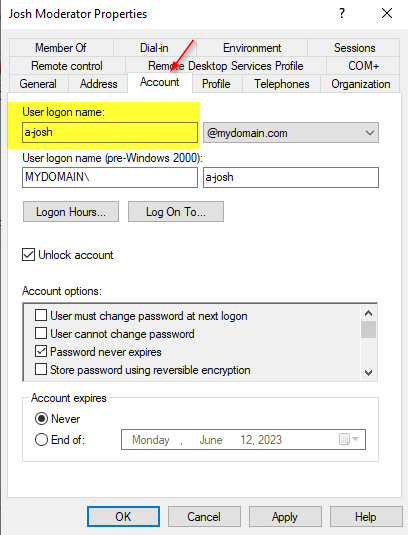 Josh Moderator Properties ? ×
Member Of Dial-in Environment Sessions
Remote control Remote Desktop Services Profile COM+
General Address Account Profile Telephones Organization
User logon name:
a-josh @mydomain.com
User logon name (pre-Windows 2000):
MYDOMAIN\ a-josh
Logon Hours... Log On To...
Unlock account
Account options:
User must change password at next logon
User cannot change password
Password never expires
Store password using reversible encryption
Account expires
Never
End of: Monday , June 12, 2023
OK Cancel Apply Help